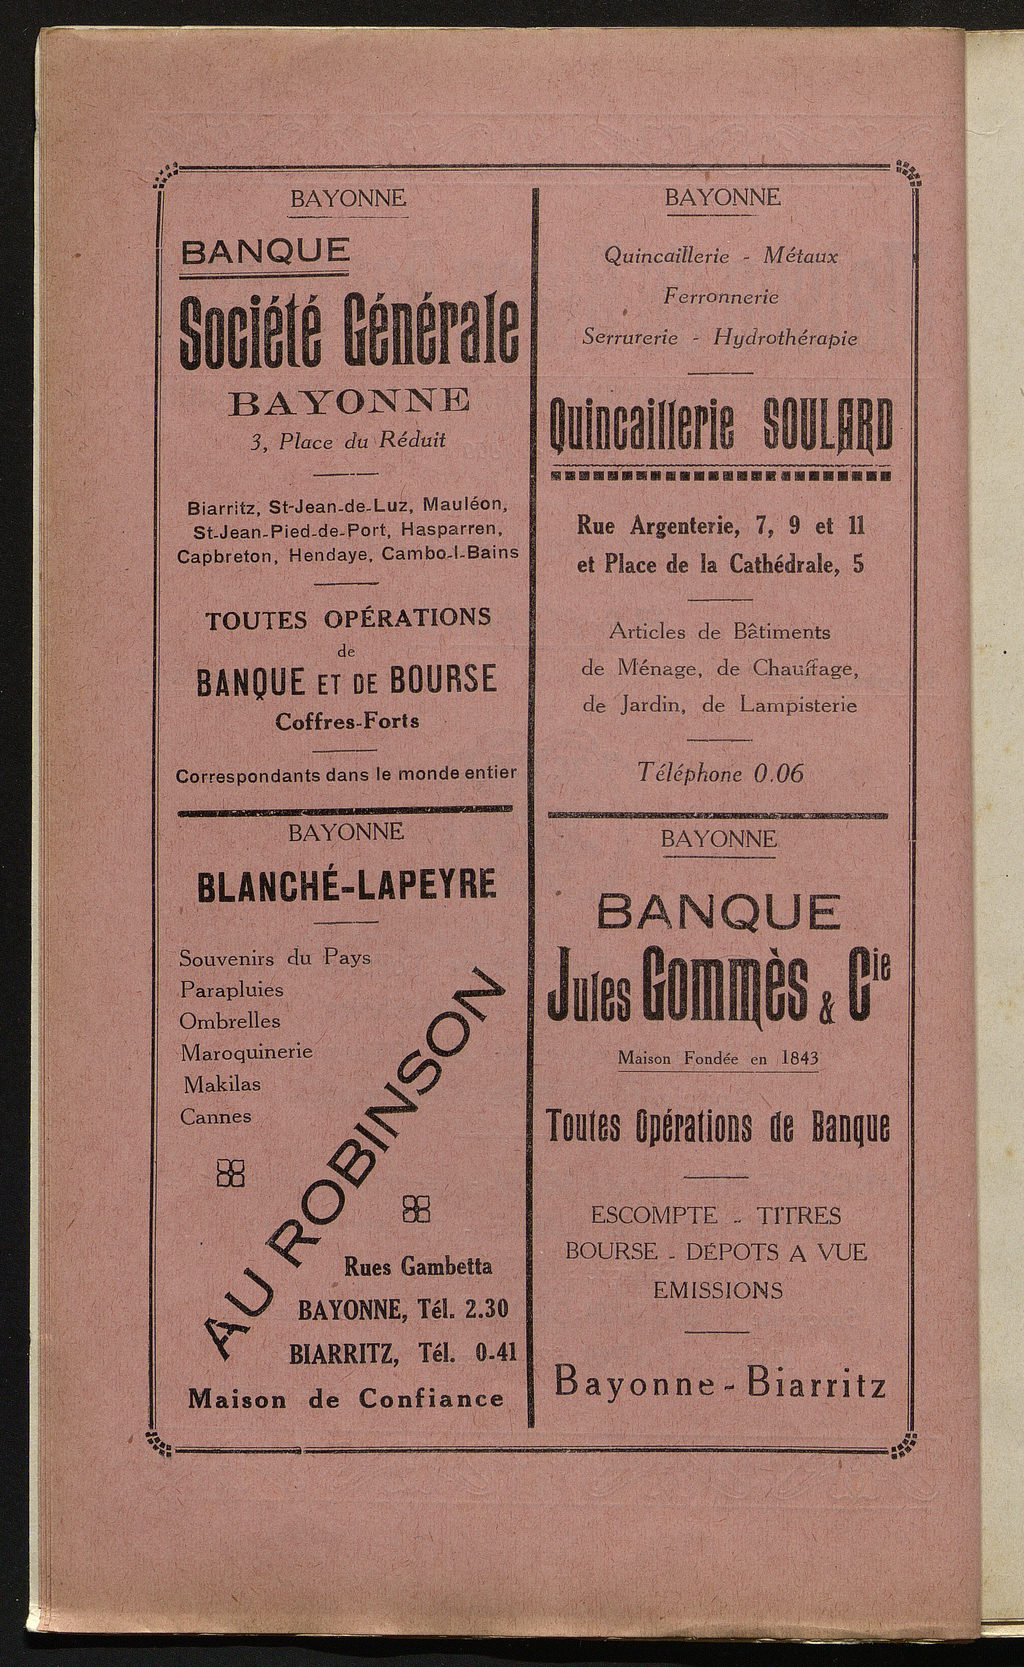 BAYONNE
BANQUE
Société Générale
BAYONNE
3, Place du Réduit
Biarritz, St-Jean-de-Luz, Mauléon,
St-Jean-Pied-de-Port, Hasparren,
Capbreton, Hendaye, Cambo-l-Bains
TOUTES OPÉRATIONS
de
BANQUE ET DE BOURSE
Coffres-Forts
Correspondants dans le monde entier
BAYONNE
Quincaillerie - Métaux
Ferronnerie
Serrurerie - Hydrothérapie
Quincaillerie SOULARD
Rue Argenterie, 7, 9 et 11
et Place de la Cathédrale, 5
Articles de Bâtiments
de Ménage, de Chauffage,
de Jardin, de Lampisterie
Téléphone 0.06
BAYONNE
BLANCHÉ-LAPEYRE
Souvenirs du Pays
Parapluies
Ombrelles
Maroquinerie
Makilas
Cannes
AU ROBINSON
Rues Gambetta
BAYONNE, Tél. 2.30
BIARRITZ, Tél. 0-41
Maison de Confiance
BAYONNE
BANQUE
Jules Gommès & Cie
Maison Fondée en 1843
Toutes Opérations de Banque
ESCOMPTE - TITRES
BOURSE - DÉPOTS A VUE
EMISSIONS
Bayonne - Biarritz